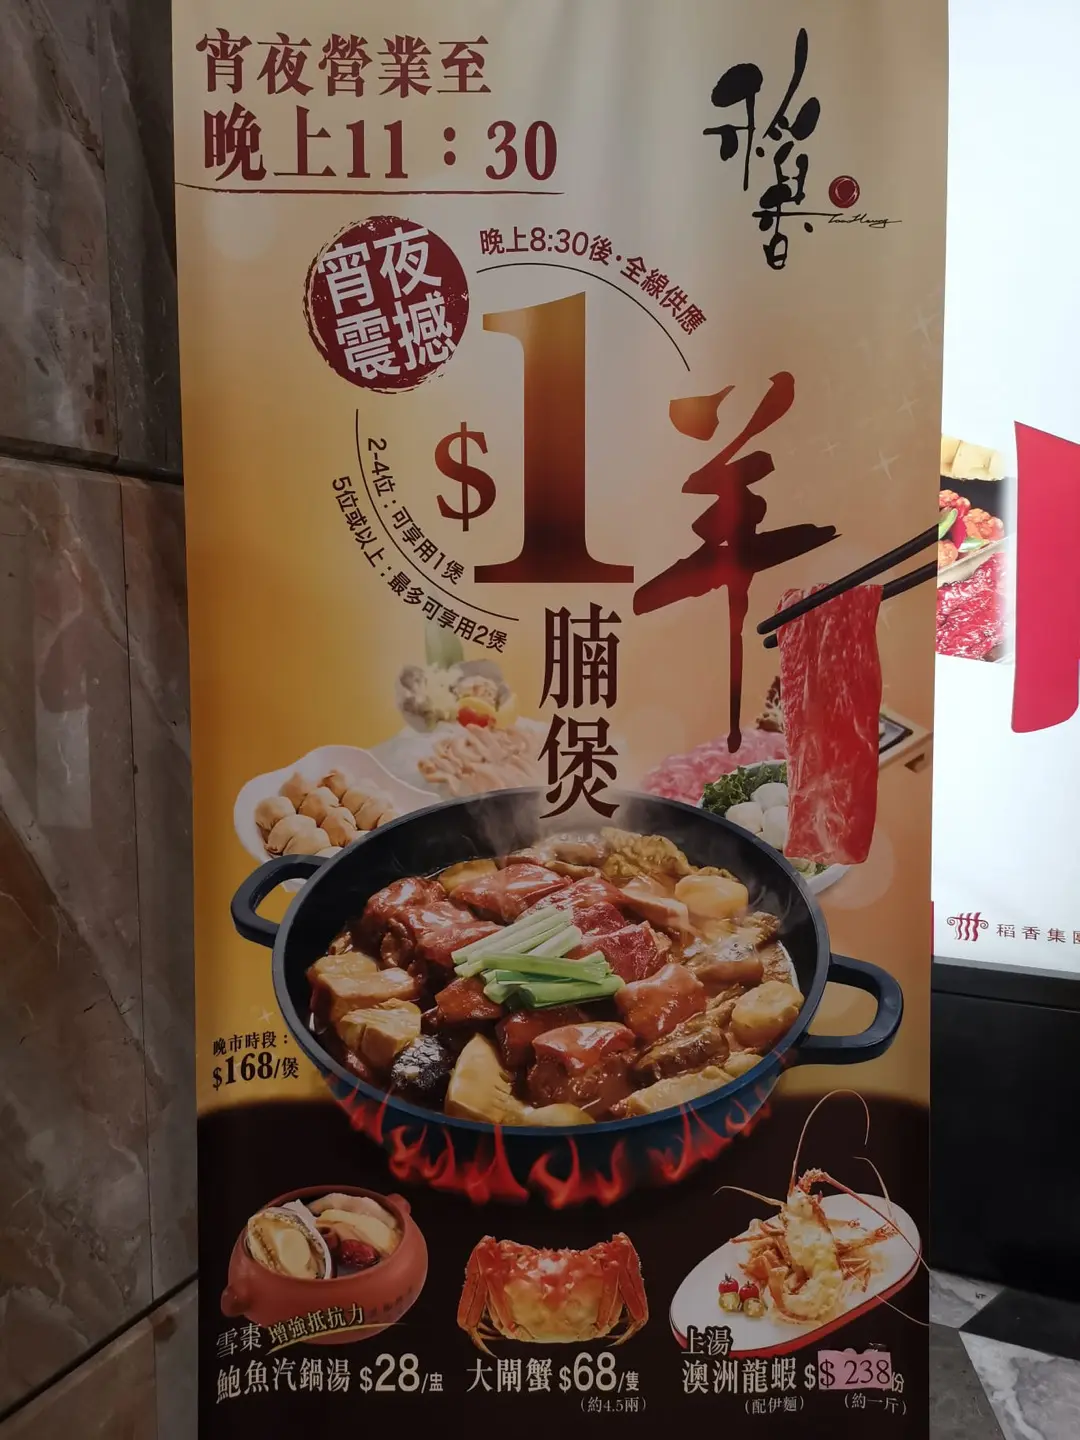 宵夜營業至
晚上11：30
稻香
Tao Heung
宵夜
震撼
晚上8:30後·全線供應
$1羊
腩煲
2-4位：可享用1煲
5位或以上：最多可享用2煲
稻香集團
晚市時段：
$168/煲
雪棗 增強抵抗力
鮑魚汽鍋湯 $28/盅
大閘蟹 $68/隻
(約4.5兩)
上湯
澳洲龍蝦 $$ 238/份
(配伊麵)
(約一斤)